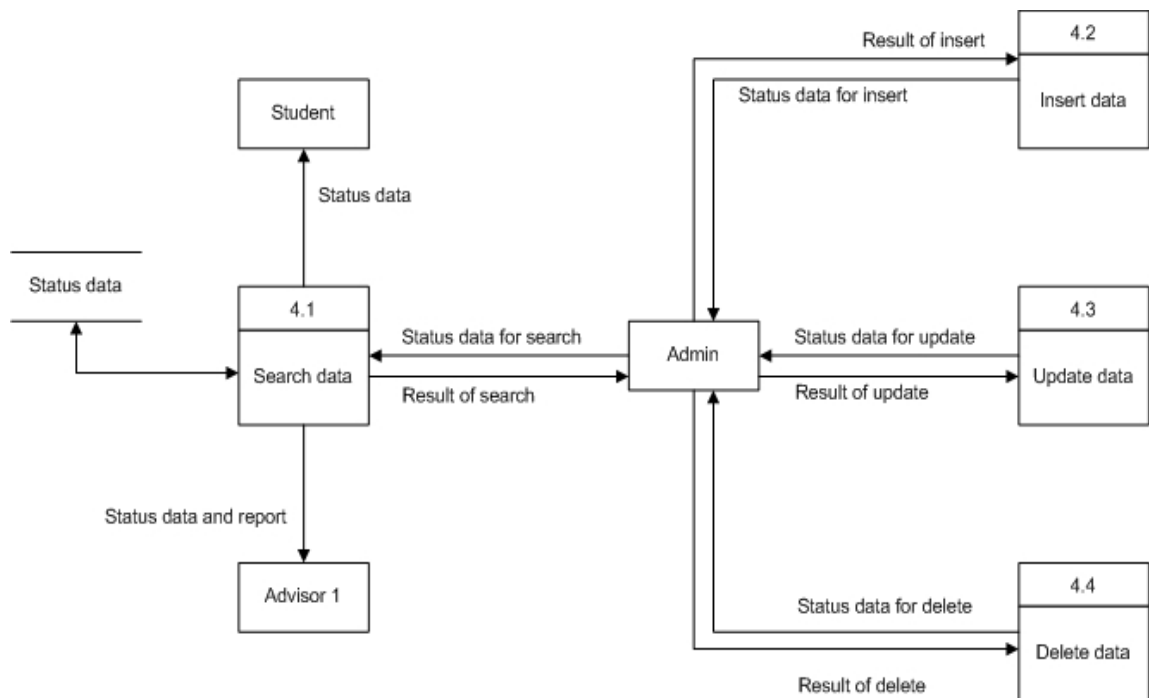 Result of insert
4.2
Status data for insert
Insert data
Student
Status data
Status data
4.1
Search data
Status data for search
Result of search
Admin
Status data for update
Result of update
4.3
Update data
Status data and report
Advisor 1
4.4
Status data for delete
Delete data
Result of delete